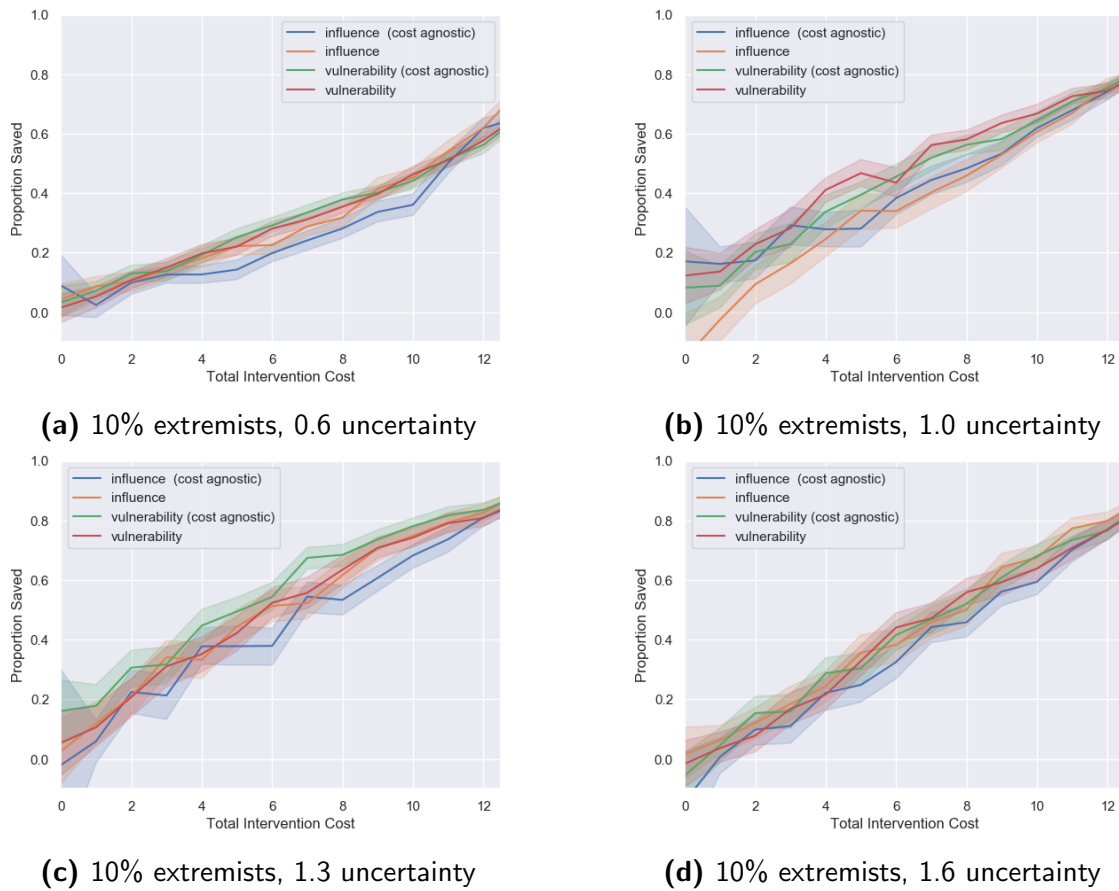 1.0
0.8
0.6
0.4
0.2
0.0
Proportion Saved
influence (cost agnostic)
influence
vulnerability (cost agnostic)
vulnerability
0 2 4 6 8 10 12
Total Intervention Cost
(a) 10% extremists, 0.6 uncertainty
1.0
0.8
0.6
0.4
0.2
0.0
Proportion Saved
influence (cost agnostic)
influence
vulnerability (cost agnostic)
vulnerability
0 2 4 6 8 10 12
Total Intervention Cost
(b) 10% extremists, 1.0 uncertainty
1.0
0.8
0.6
0.4
0.2
0.0
Proportion Saved
influence (cost agnostic)
influence
vulnerability (cost agnostic)
vulnerability
0 2 4 6 8 10 12
Total Intervention Cost
(c) 10% extremists, 1.3 uncertainty
1.0
0.8
0.6
0.4
0.2
0.0
Proportion Saved
influence (cost agnostic)
influence
vulnerability (cost agnostic)
vulnerability
0 2 4 6 8 10 12
Total Intervention Cost
(d) 10% extremists, 1.6 uncertainty